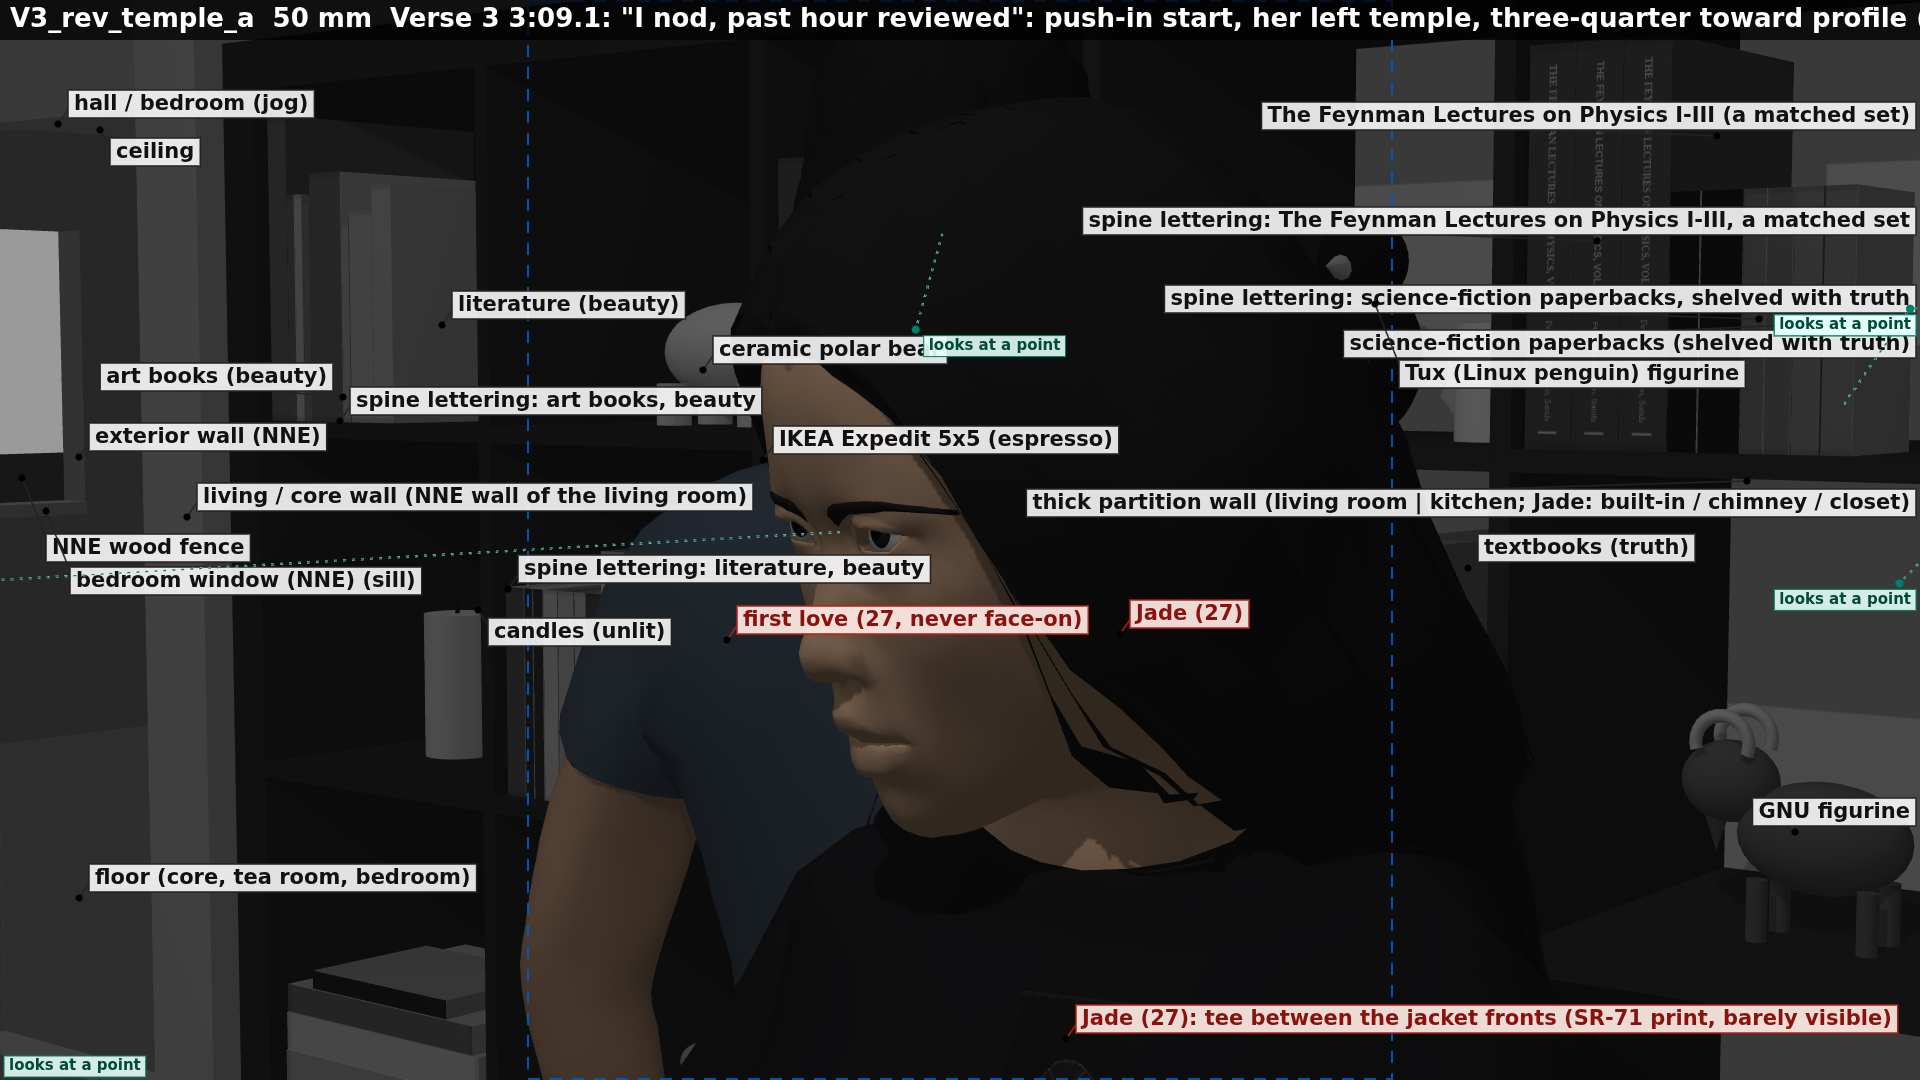 V3_rev_temple_a 50 mm Verse 3 3:09.1: "I nod, past hour reviewed": push-in start, her left temple, three-quarter toward profile
hall / bedroom (jog)
ceiling
The Feynman Lectures on Physics I-III (a matched set)
spine lettering: The Feynman Lectures on Physics I-III, a matched set
literature (beauty)
spine lettering: science-fiction paperbacks, shelved with truth
looks at a point
ceramic polar bea
looks at a point
science-fiction paperbacks (shelved with truth)
art books (beauty)
Tux (Linux penguin) figurine
spine lettering: art books, beauty
exterior wall (NNE)
IKEA Expedit 5x5 (espresso)
living / core wall (NNE wall of the living room)
thick partition wall (living room | kitchen; Jade: built-in / chimney / closet)
NNE wood fence
textbooks (truth)
bedroom window (NNE) (sill)
spine lettering: literature, beauty
looks at a point
first love (27, never face-on)
Jade (27)
candles (unlit)
GNU figurine
floor (core, tea room, bedroom)
Jade (27): tee between the jacket fronts (SR-71 print, barely visible)
looks at a point